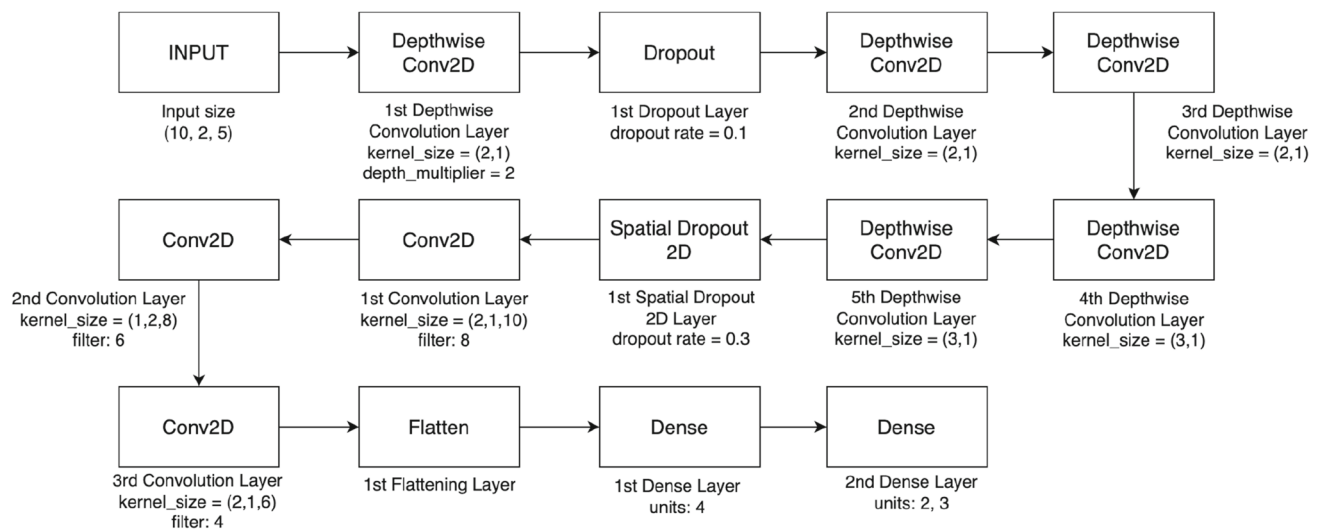 INPUT
Input size
(10, 2, 5)
Depthwise
Conv2D
1st Depthwise
Convolution Layer
kernel_size = (2,1)
depth_multiplier = 2
Dropout
1st Dropout Layer
dropout rate = 0.1
Depthwise
Conv2D
2nd Depthwise
Convolution Layer
kernel_size = (2,1)
Depthwise
Conv2D
3rd Depthwise
Convolution Layer
kernel_size = (2,1)
Depthwise
Conv2D
4th Depthwise
Convolution Layer
kernel_size = (3,1)
Depthwise
Conv2D
5th Depthwise
Convolution Layer
kernel_size = (3,1)
Spatial Dropout
2D
1st Spatial Dropout
2D Layer
dropout rate = 0.3
Conv2D
1st Convolution Layer
kernel_size = (2,1,10)
filter: 8
Conv2D
2nd Convolution Layer
kernel_size = (1,2,8)
filter: 6
Conv2D
3rd Convolution Layer
kernel_size = (2,1,6)
filter: 4
Flatten
1st Flattening Layer
Dense
1st Dense Layer
units: 4
Dense
2nd Dense Layer
units: 2, 3